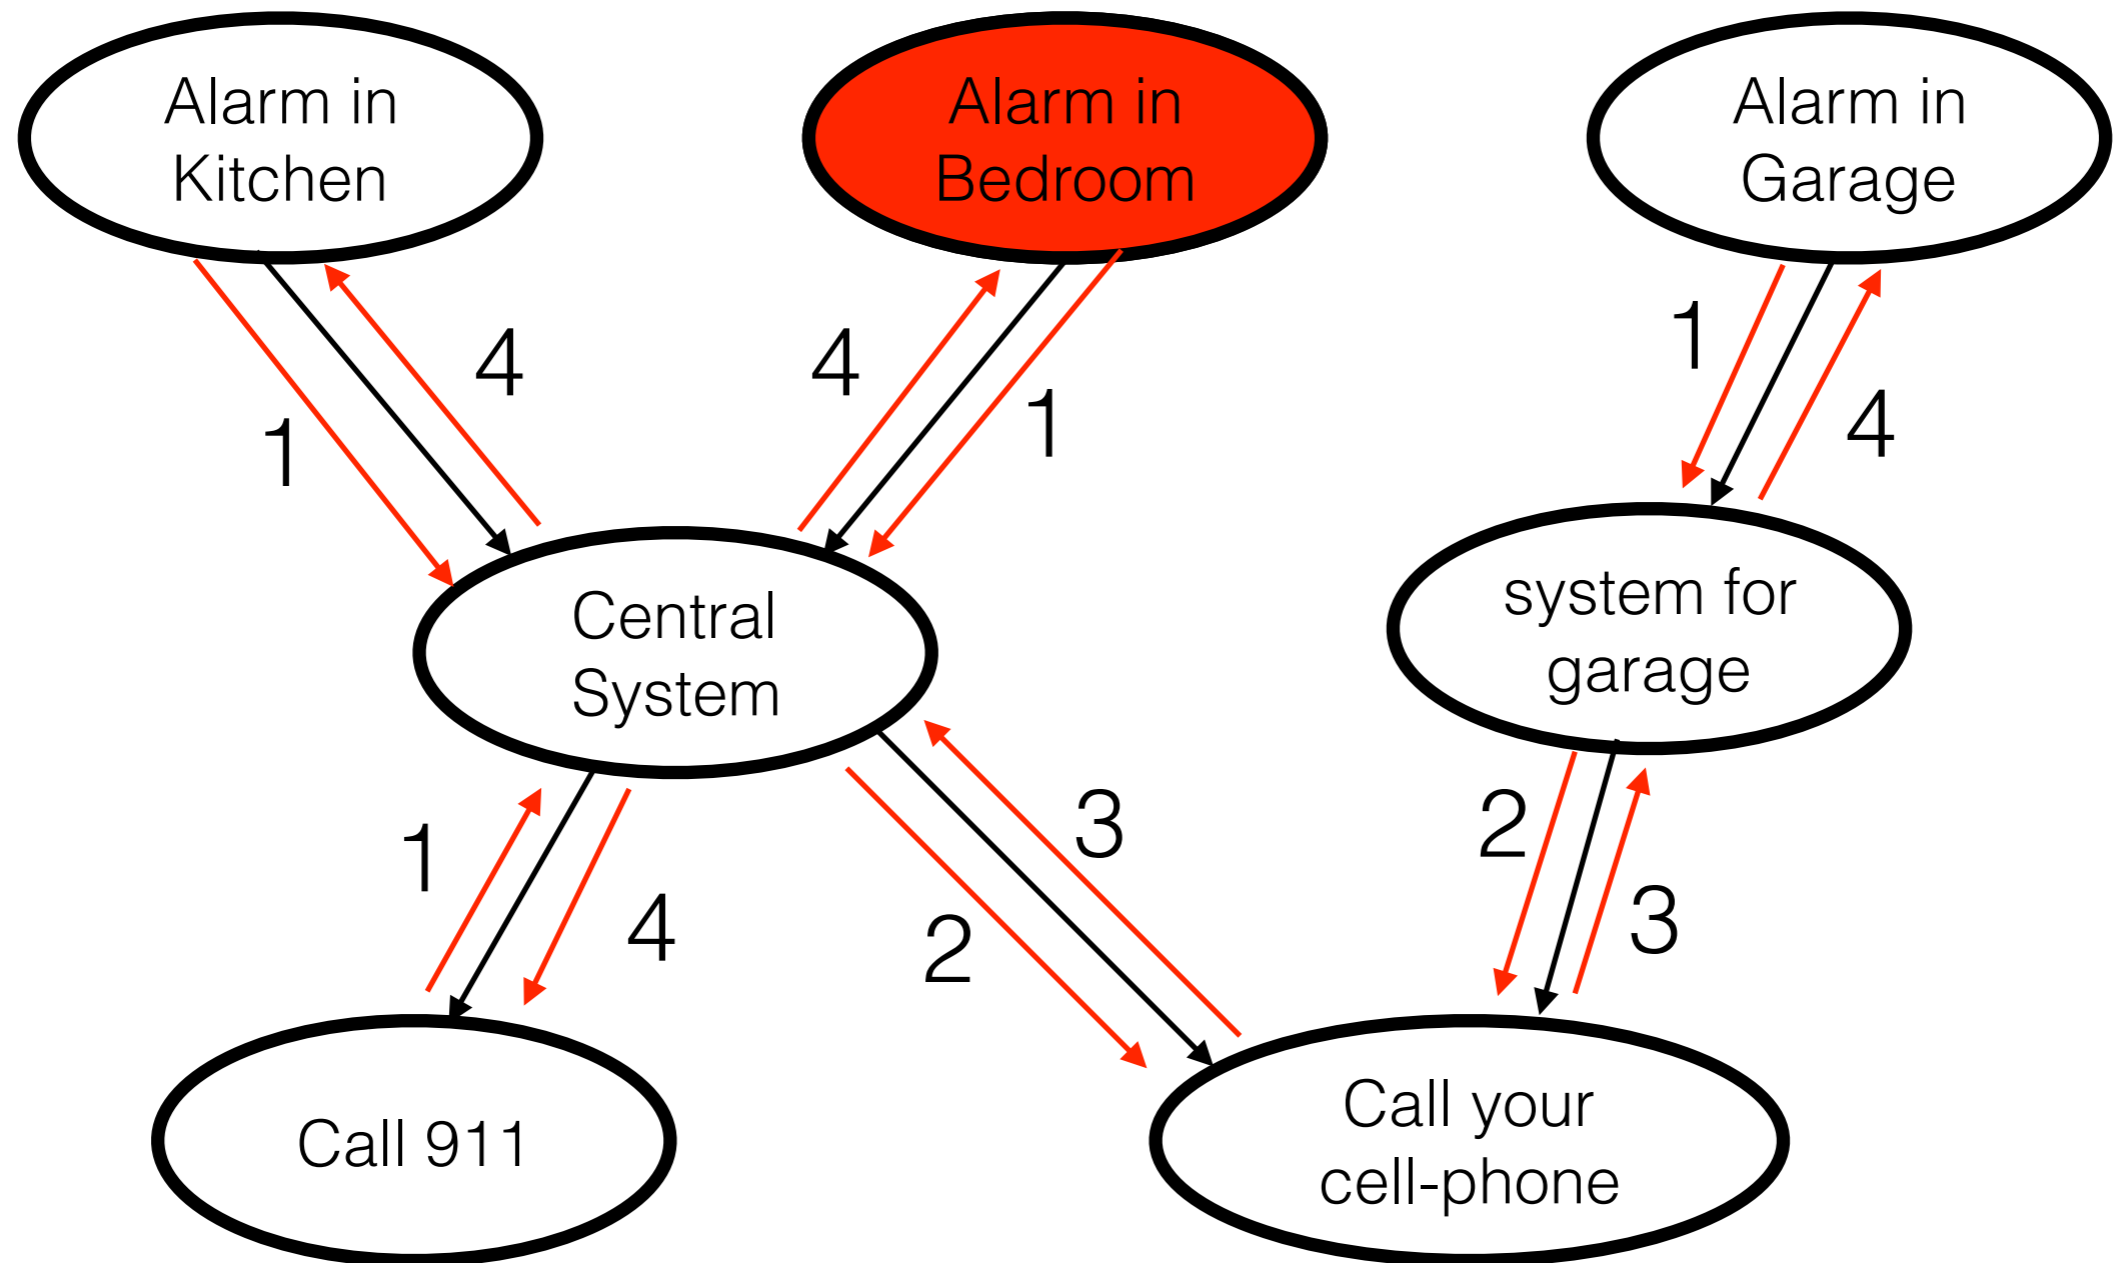 Alarm in
Kitchen
Alarm in
Bedroom
Alarm in
Garage
1
4
4
1
1
4
Central
System
system for
garage
1
4
2
3
2
3
Call 911
Call your
cell-phone